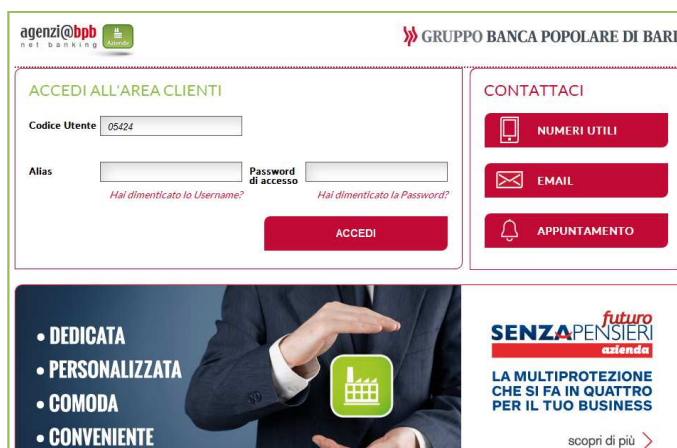 agenzi@bpb
net banking
Aziende
GRUPPO BANCA POPOLARE DI BARI
ACCEDI ALL'AREA CLIENTI
Codice Utente 05424
Alias
Password
di accesso
Hai dimenticato lo Username?
Hai dimenticato la Password?
ACCEDI
CONTATTACI
NUMERI UTILI
EMAIL
APPUNTAMENTO
• DEDICATA
• PERSONALIZZATA
• COMODA
• CONVENIENTE
futuro
SENZAPENSIERI
azienda
LA MULTIPROTEZIONE
CHE SI FA IN QUATTRO
PER IL TUO BUSINESS
scopri di più